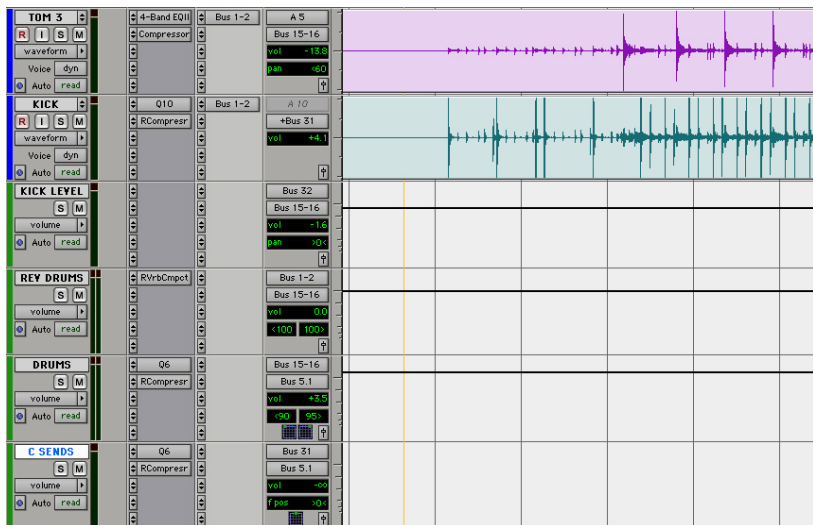 TOM 3 4-Band EQII Bus 1-2 A 5
R I S M Compressor Bus 15-16
waveform vol -13.8
Voice dyn pan <60
Auto read
KICK Q10 Bus 1-2 A 10
R I S M RCompresr +Bus 31
waveform vol +4.1
Voice dyn
Auto read
KICK LEVEL Bus 32
S M Bus 15-16
volume vol -1.6
Auto read pan >0<
REV DRUMS RVrbCmpct Bus 1-2
S M Bus 15-16
volume vol 0.0
Auto read <100 100>
DRUMS Q6 Bus 15-16
S M RCompresr Bus 5.1
volume vol +3.5
Auto read <90 95>
C SENDS Q6 Bus 31
S M RCompresr Bus 5.1
volume vol -∞
Auto read f pos >0<